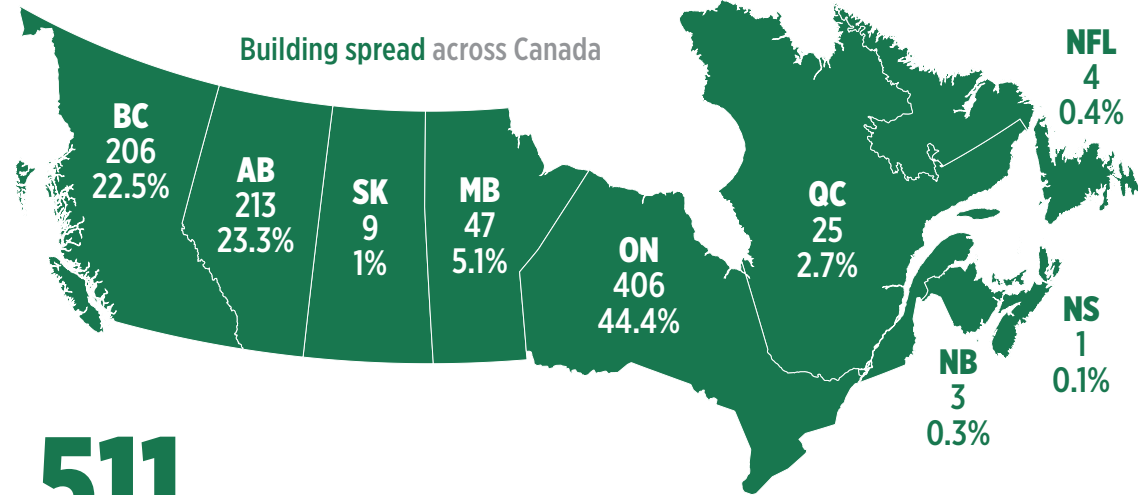 Building spread across Canada
NFL
4
0.4%
BC
206
22.5%
AB
213
23.3%
SK
9
1%
MB
47
5.1%
ON
406
44.4%
QC
25
2.7%
NS
1
0.1%
NB
3
0.3%
511